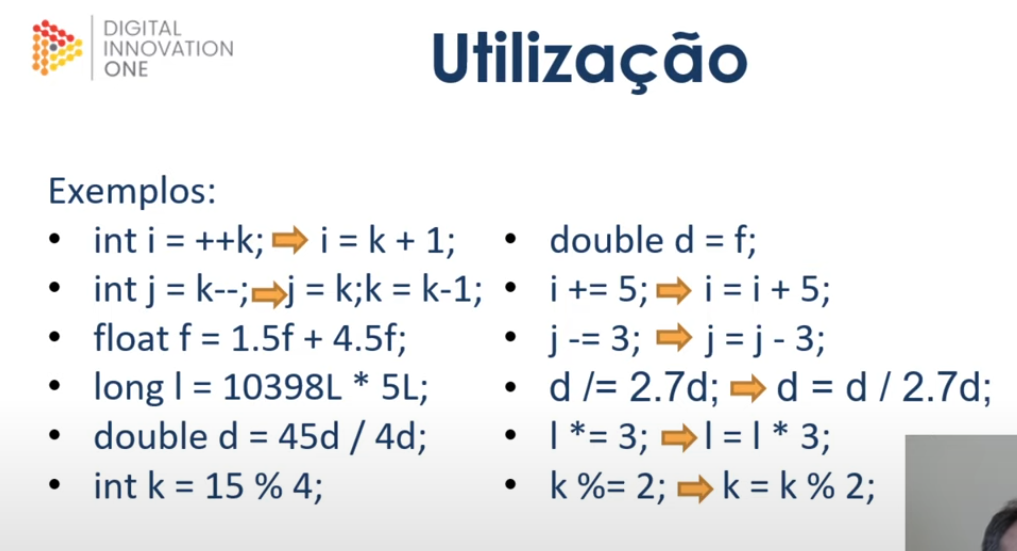 DIGITAL
INNOVATION
ONE
Utilização
Exemplos:
• int i = ++k; ➡ i = k + 1;
• int j = k--; ➡ j = k;k = k-1;
• float f = 1.5f + 4.5f;
• long l = 10398L * 5L;
• double d = 45d / 4d;
• int k = 15 % 4;
• double d = f;
• i += 5; ➡ i = i + 5;
• j -= 3; ➡ j = j - 3;
• d /= 2.7d; ➡ d = d / 2.7d;
• l *= 3; ➡ l = l * 3;
• k %= 2; ➡ k = k % 2;